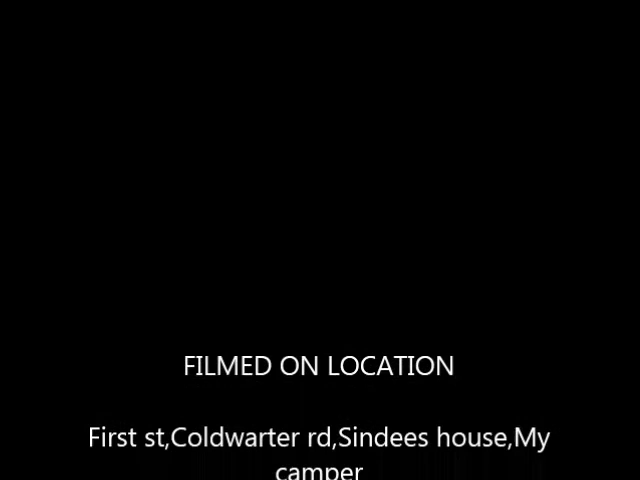 FILMED ON LOCATION
First st,Coldwarter rd,Sindees house,My
camper